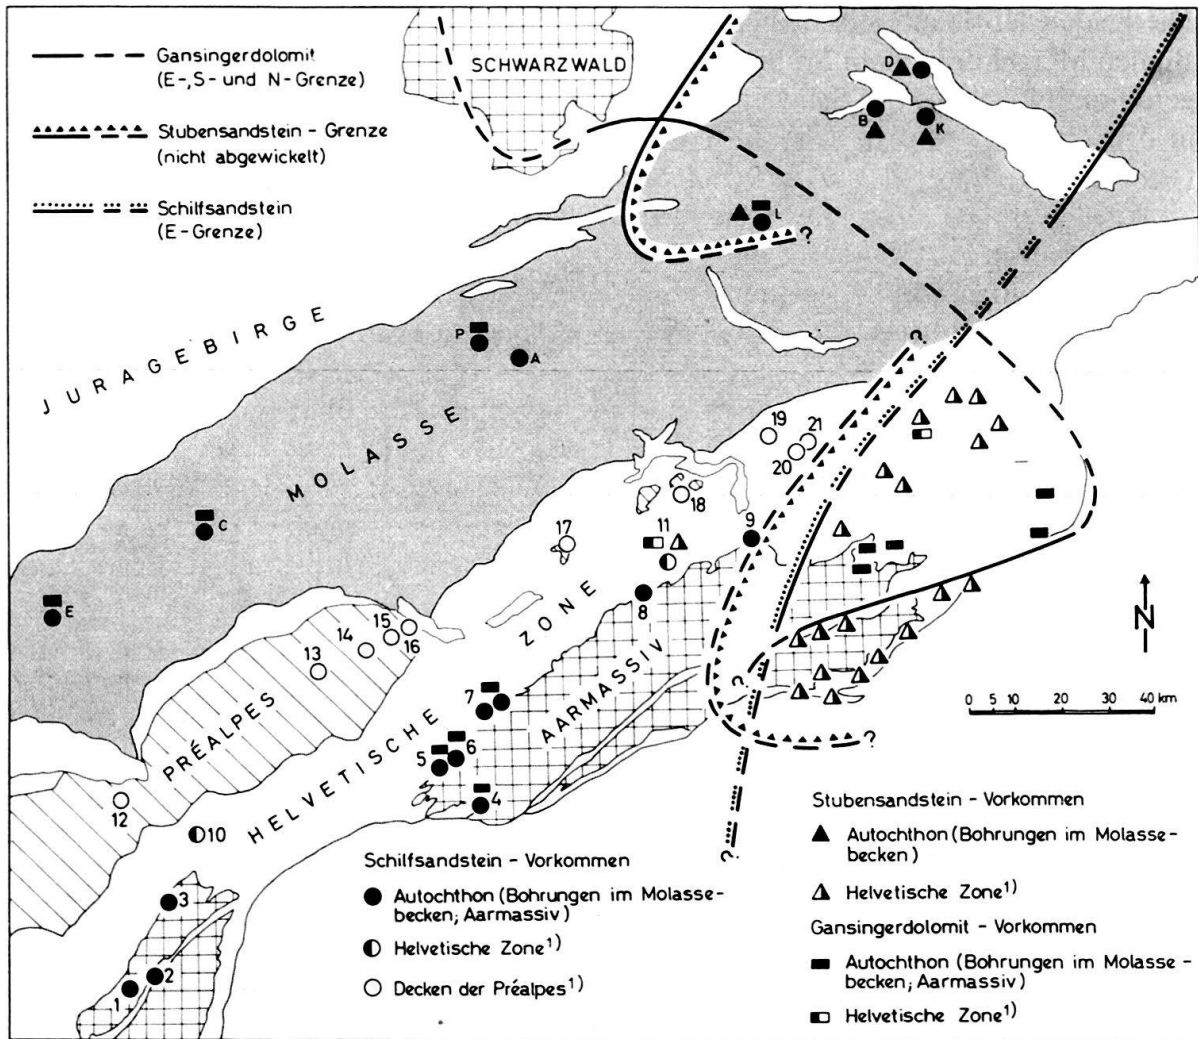 Gansingerdolomit
(E-,S- und N-Grenze)
Stubensandstein - Grenze
(nicht abgewickelt)
Schilfsandstein
(E-Grenze)
SCHWARZWALD
D
B
K
L
?
JURAGEBIRGE
MOLASSE
P
A
C
E
?
19
21
20
18
17
11
9
8
15
14
16
13
12
10
7
6
5
4
3
2
1
PRÉALPES
HELVETISCHE ZONE
AARMASSIV
?
?
?
N
0 5 10 20 30 40 km
Schilfsandstein - Vorkommen
Autochthon (Bohrungen im Molasse-
becken; Aarmassiv)
Helvetische Zone1)
Decken der Préalpes1)
Stubensandstein - Vorkommen
Autochthon (Bohrungen im Molasse-
becken)
Helvetische Zone1)
Gansingerdolomit - Vorkommen
Autochthon (Bohrungen im Molasse-
becken; Aarmassiv)
Helvetische Zone1)